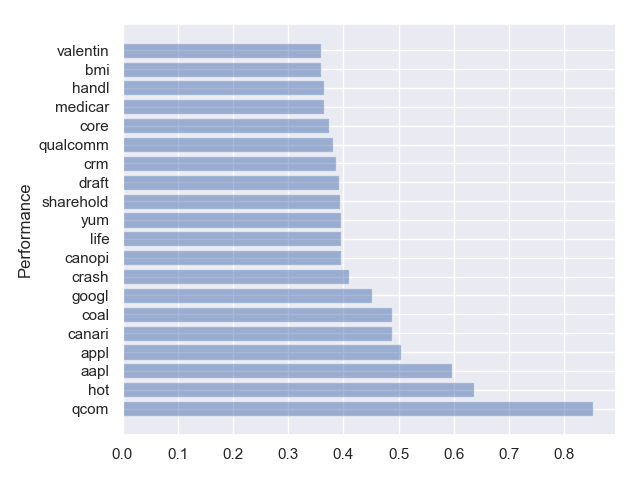 valentin
bmi
handl
medicar
core
qualcomm
crm
draft
sharehold
yum
life
canopi
crash
googl
coal
canari
appl
aapl
hot
qcom
Performance
0.0 0.1 0.2 0.3 0.4 0.5 0.6 0.7 0.8